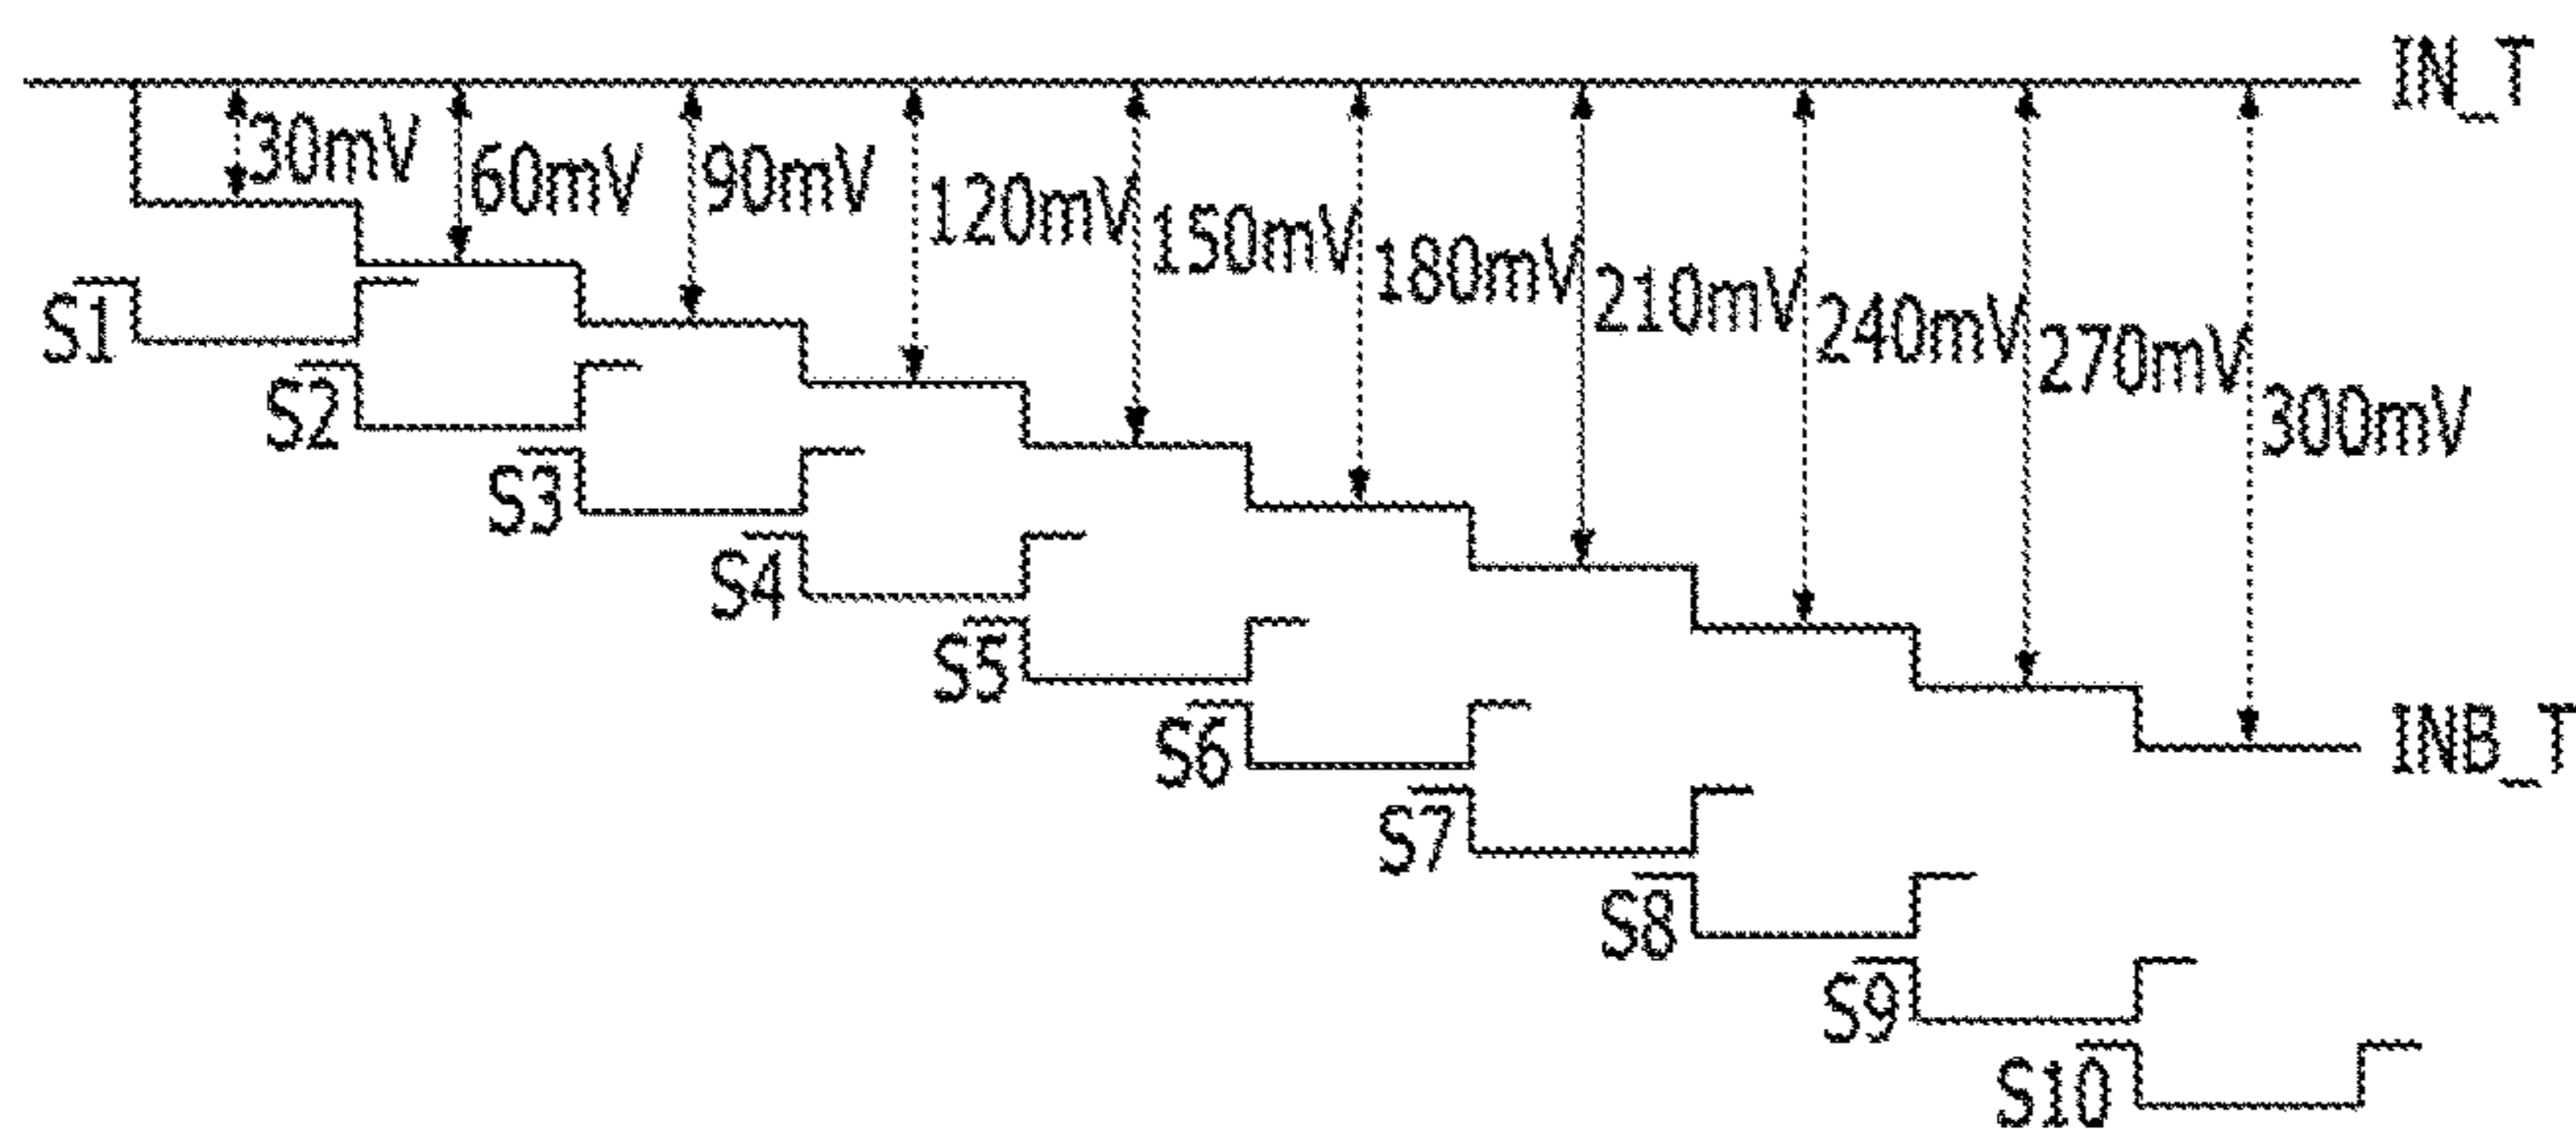 IN_T
30mV
60mV
90mV
120mV
150mV
180mV
210mV
240mV
270mV
300mV
S1
S2
S3
S4
S5
S6
INB_T
S7
S8
S9
S10